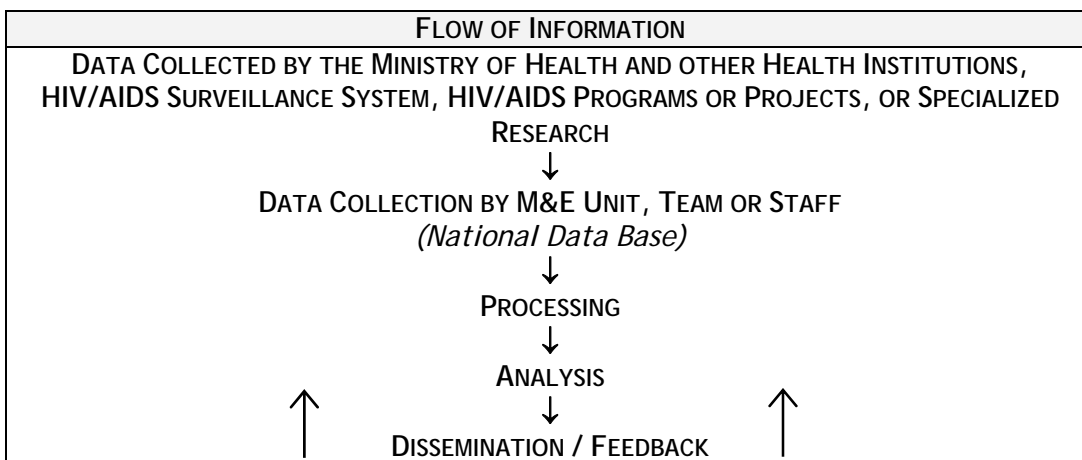 FLOW OF INFORMATION
DATA COLLECTED BY THE MINISTRY OF HEALTH AND OTHER HEALTH INSTITUTIONS,
HIV/AIDS SURVEILLANCE SYSTEM, HIV/AIDS PROGRAMS OR PROJECTS, OR SPECIALIZED
RESEARCH
↓
DATA COLLECTION BY M&E UNIT, TEAM OR STAFF
(National Data Base)
↓
PROCESSING
↓
ANALYSIS
↓
DISSEMINATION / FEEDBACK